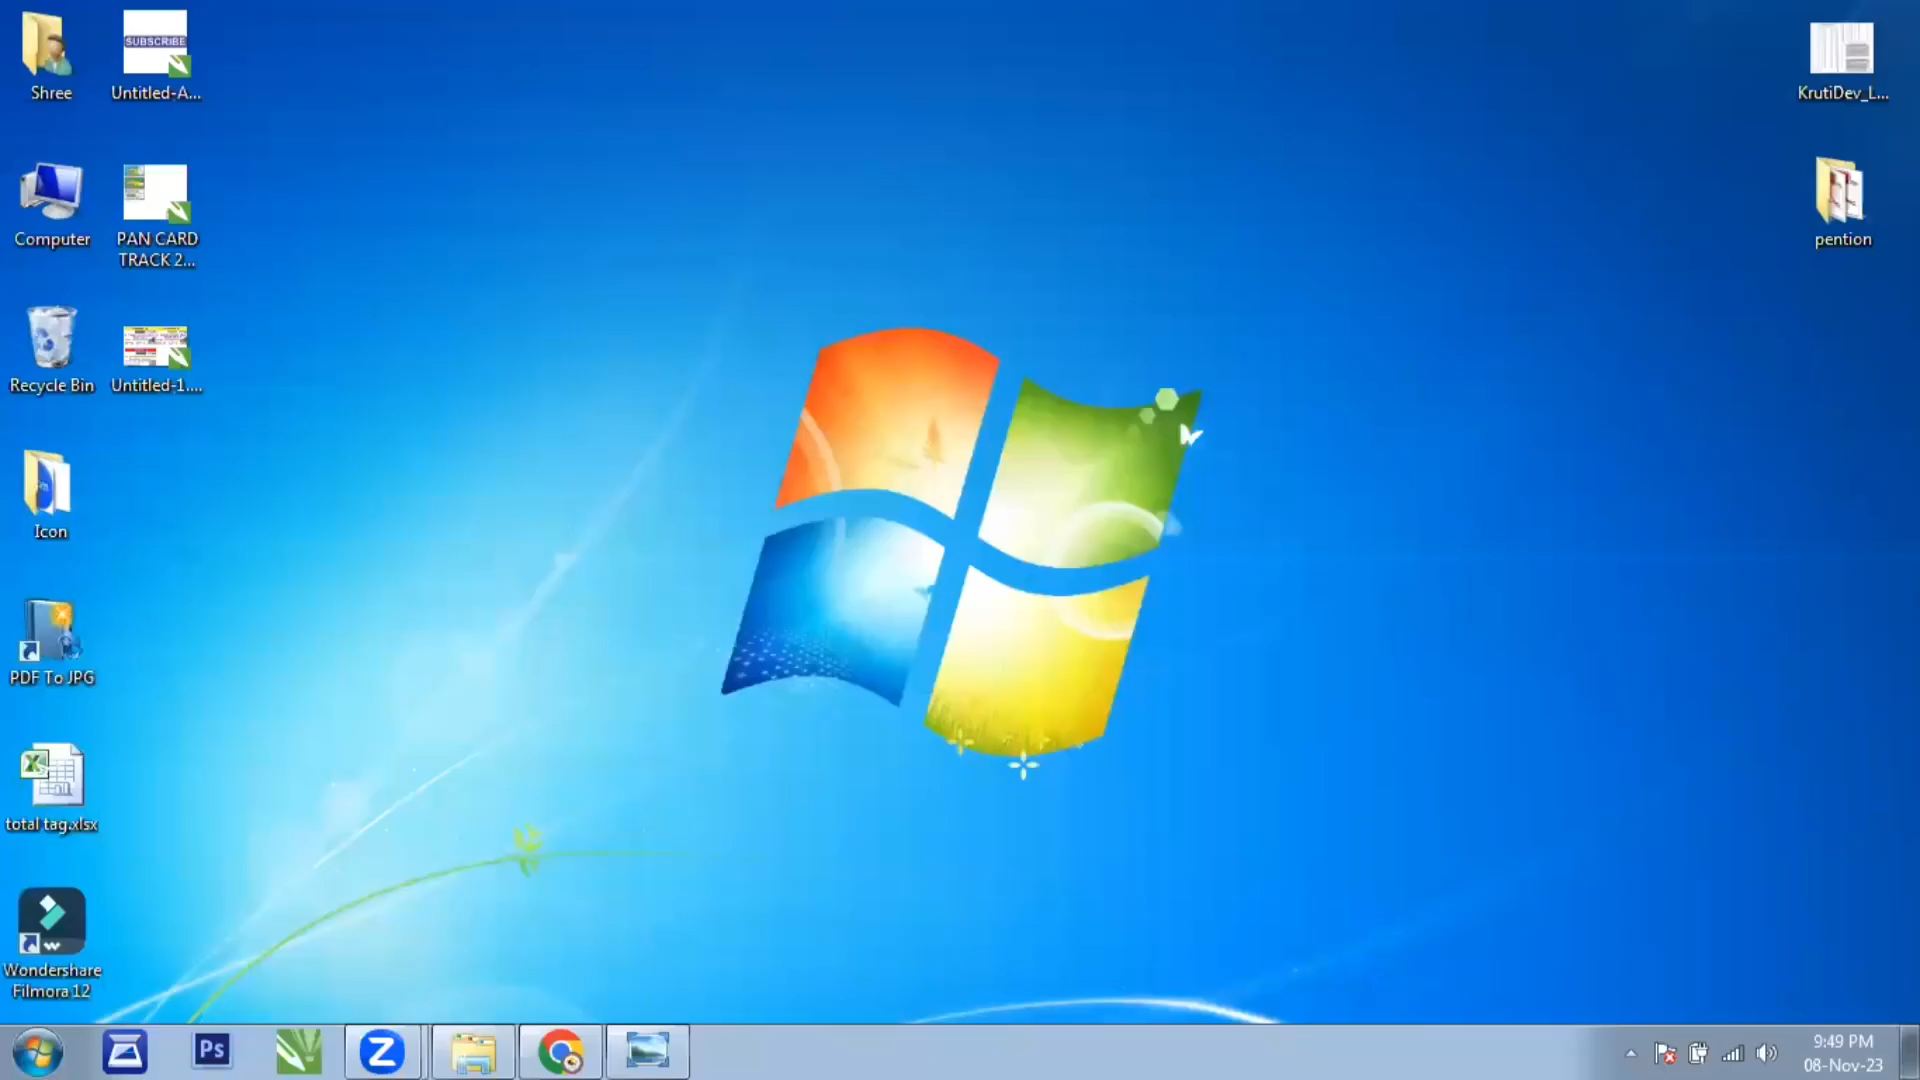 Shree
SUBSCRIBE
Untitled-A...
KrutiDev_L...
Computer
PAN CARD
TRACK 2...
pention
Recycle Bin
Untitled-1....
Icon
PDF To JPG
total tag.xlsx
Wondershare
Filmora 12
Ps
9:49 PM
08-Nov-23